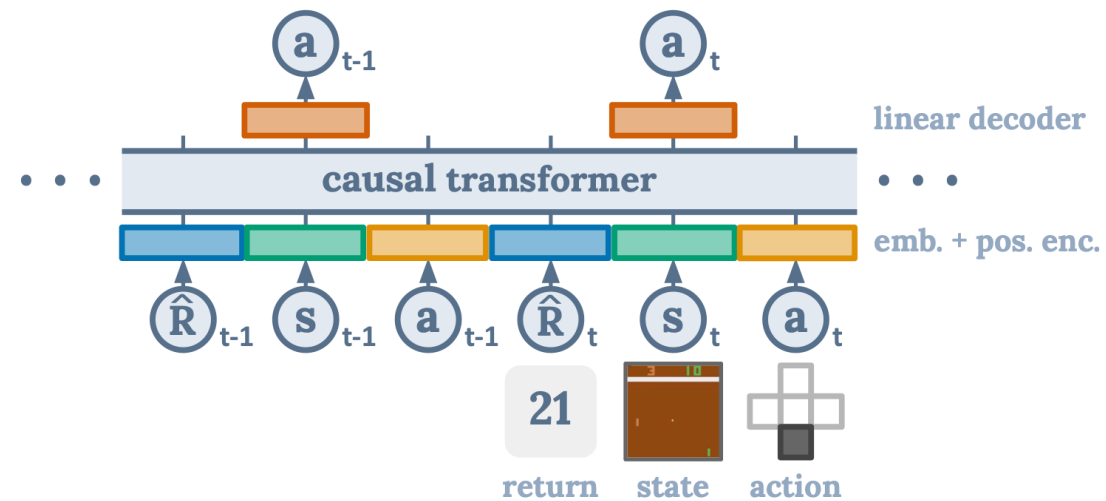 a t-1 a t
linear decoder
causal transformer
emb. + pos. enc.
R̂ t-1 s t-1 a t-1 R̂ t s t a t
3 10
21
return state action